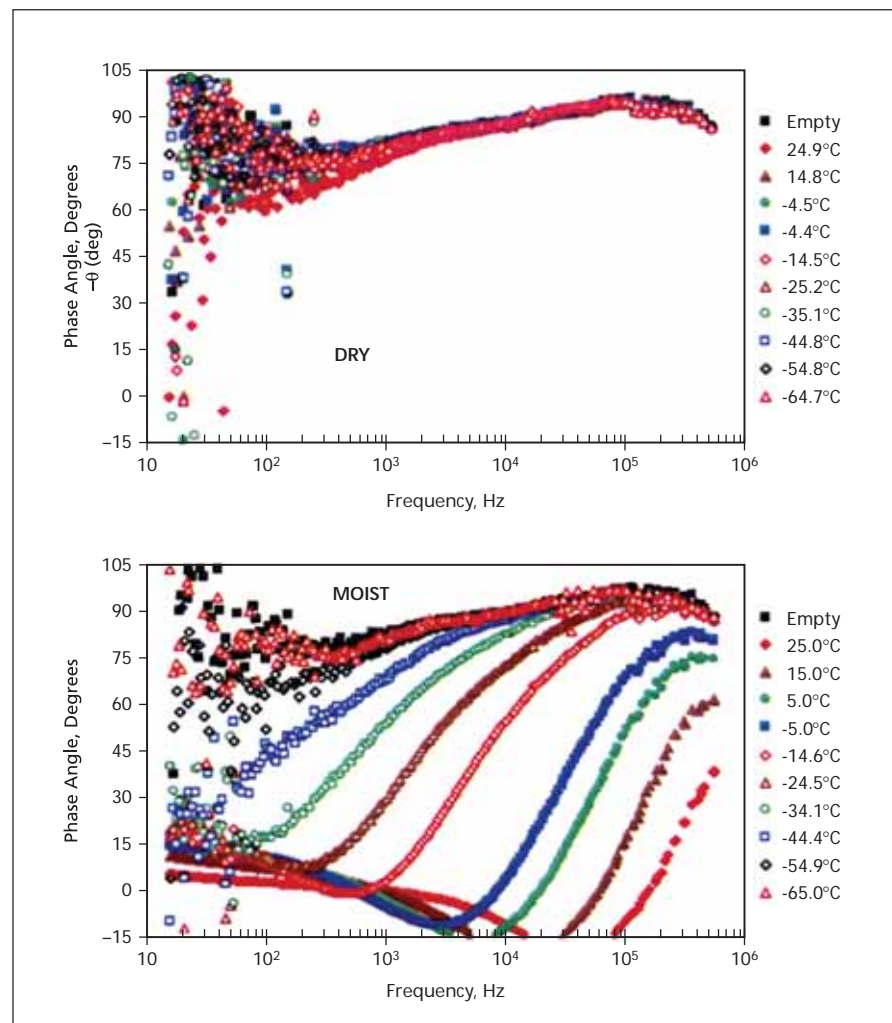 Phase Angle, Degrees
–θ (deg)
105
90
75
60
45
30
15
0
–15
DRY
10
10²
10³
10⁴
10⁵
10⁶
Frequency, Hz
Empty
24.9°C
14.8°C
-4.5°C
-4.4°C
-14.5°C
-25.2°C
-35.1°C
-44.8°C
-54.8°C
-64.7°C
Phase Angle, Degrees
105
90
75
60
45
30
15
0
–15
MOIST
10
10²
10³
10⁴
10⁵
10⁶
Frequency, Hz
Empty
25.0°C
15.0°C
5.0°C
-5.0°C
-14.6°C
-24.5°C
-34.1°C
-44.4°C
-54.9°C
-65.0°C